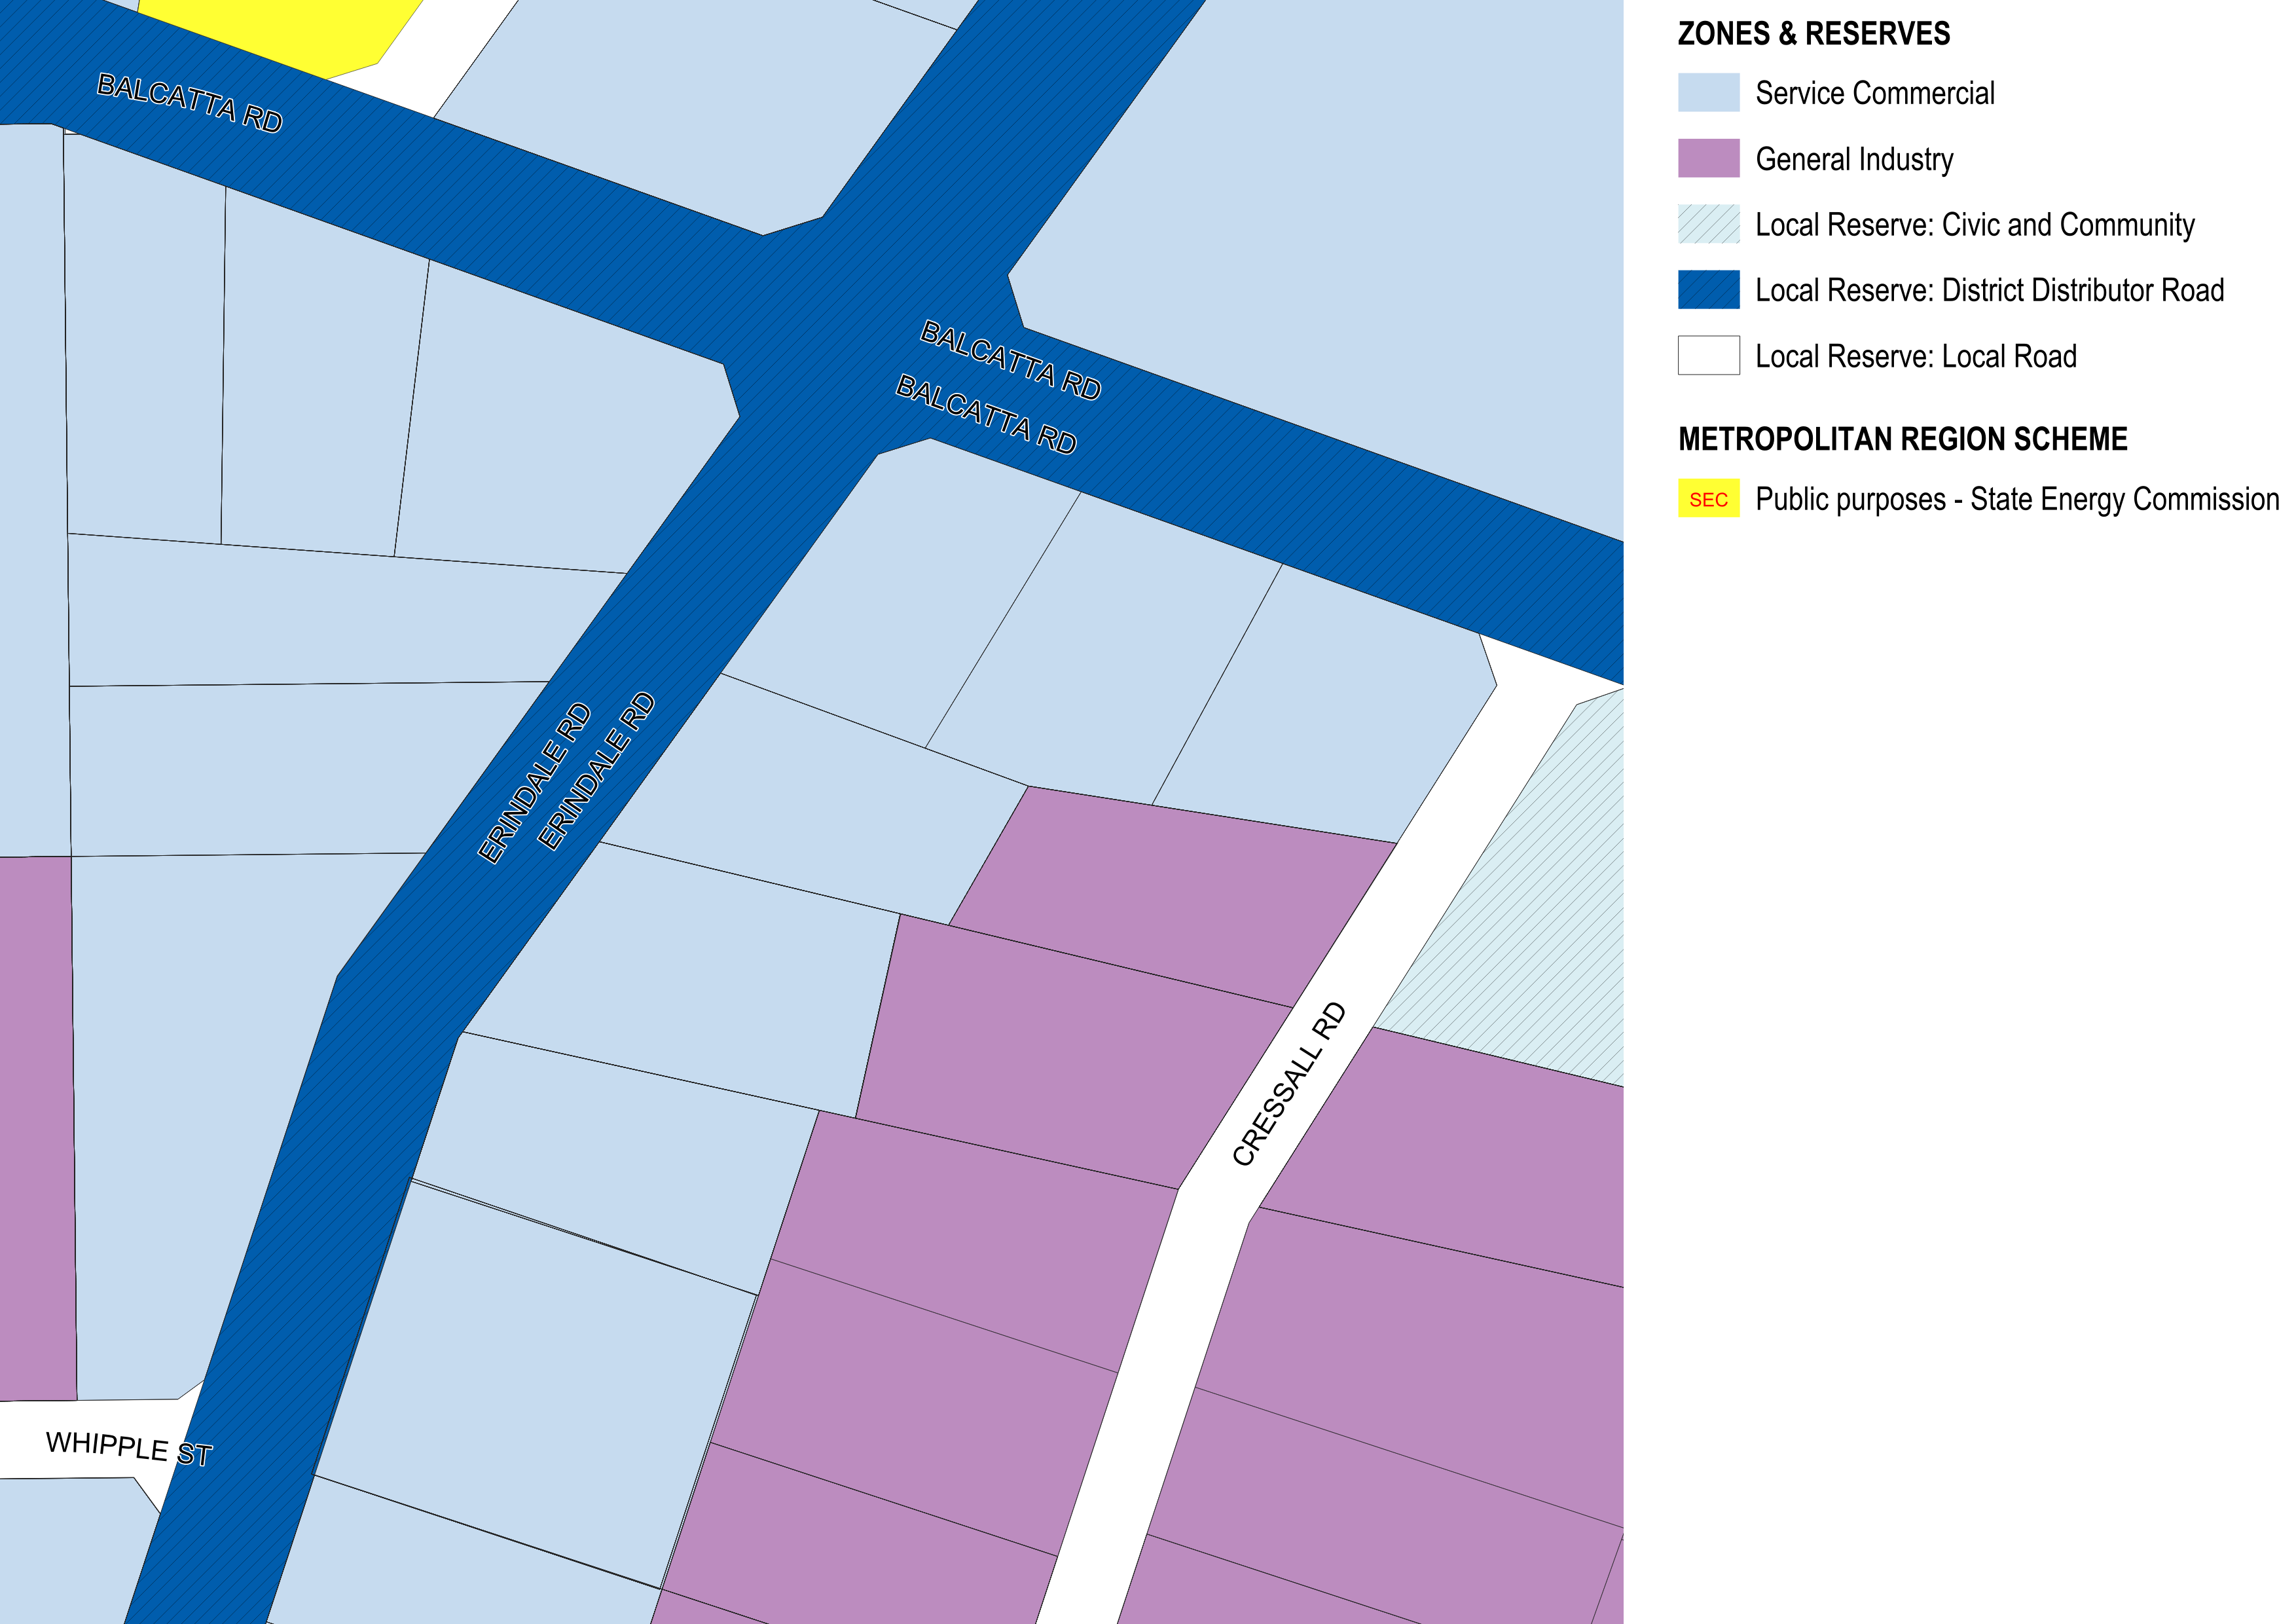 BALCATTA RD
BALCATTA RD
BALCATTA RD
ERINDALE RD
ERINDALE RD
CRESSALL RD
WHIPPLE ST
ZONES & RESERVES
Service Commercial
General Industry
Local Reserve: Civic and Community
Local Reserve: District Distributor Road
Local Reserve: Local Road
METROPOLITAN REGION SCHEME
SEC Public purposes - State Energy Commission